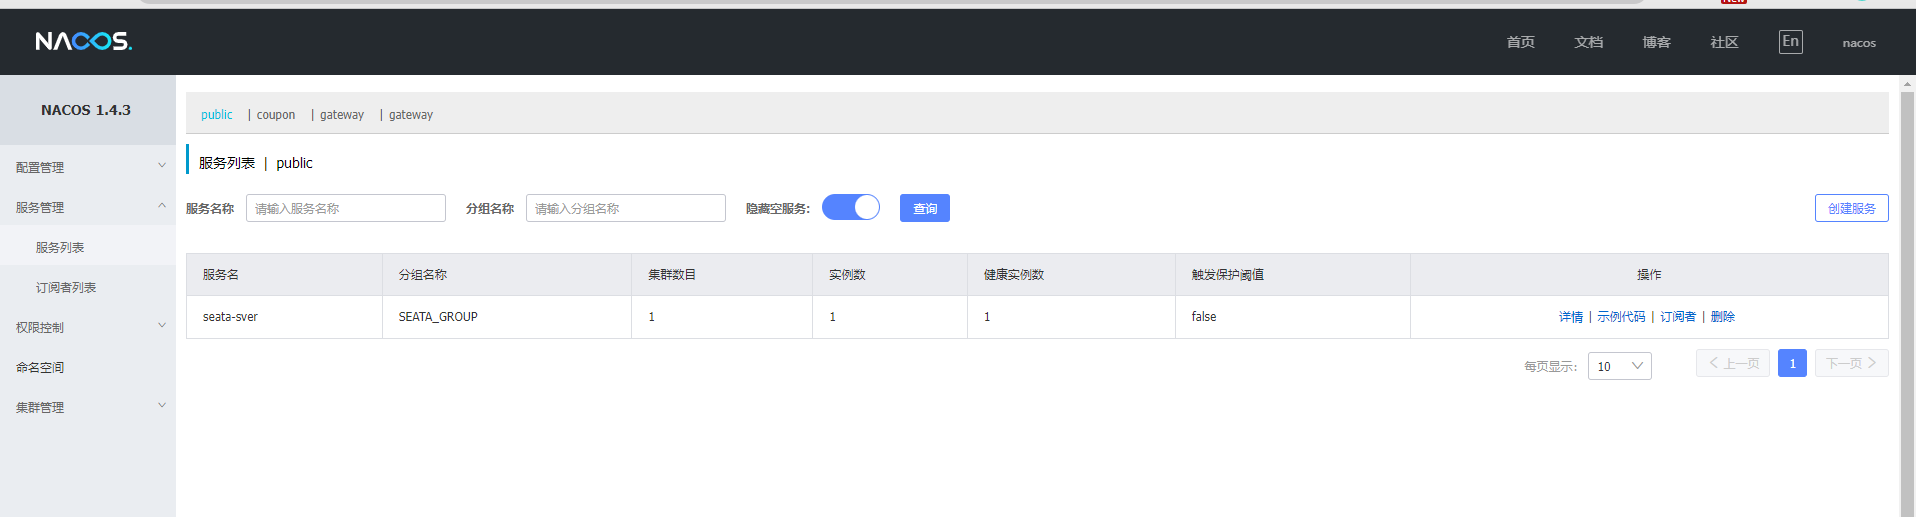 New
NACOS.
首页 文档 博客 社区 En nacos
NACOS 1.4.3
public | coupon | gateway | gateway
配置管理
服务管理
服务列表
订阅者列表
权限控制
命名空间
集群管理
服务列表 | public
服务名称 请输入服务名称 分组名称 请输入分组名称 隐藏空服务: 查询 创建服务
服务名 分组名称 集群数目 实例数 健康实例数 触发保护阈值 操作
seata-sver SEATA_GROUP 1 1 1 false 详情 | 示例代码 | 订阅者 | 删除
每页显示: 10 上一页 1 下一页